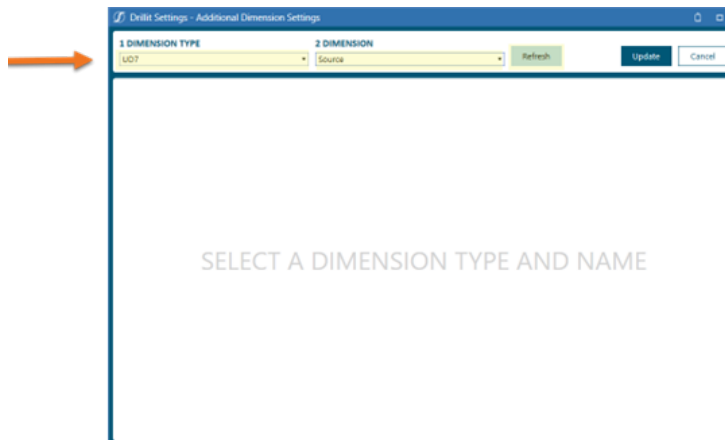 Drillit Settings - Additional Dimension Settings
1 DIMENSION TYPE 2 DIMENSION
UD7 Source Refresh Update Cancel
SELECT A DIMENSION TYPE AND NAME